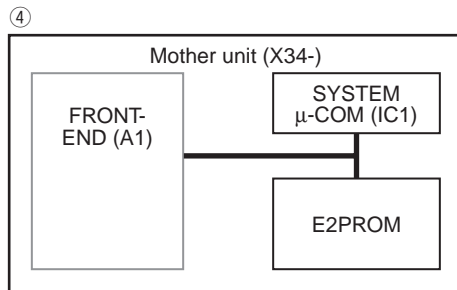 ④
Mother unit (X34-)
FRONT-
END (A1)
SYSTEM
μ-COM (IC1)
E2PROM